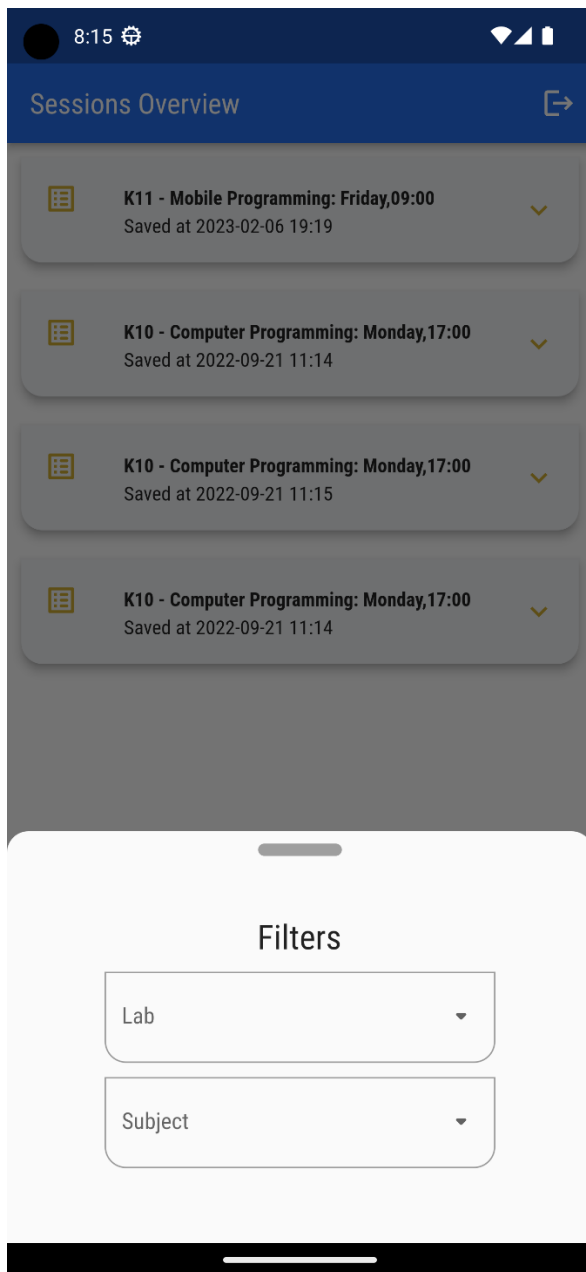 8:15
Sessions Overview
K11 - Mobile Programming: Friday,09:00
Saved at 2023-02-06 19:19
K10 - Computer Programming: Monday,17:00
Saved at 2022-09-21 11:14
K10 - Computer Programming: Monday,17:00
Saved at 2022-09-21 11:15
K10 - Computer Programming: Monday,17:00
Saved at 2022-09-21 11:14
Filters
Lab
Subject